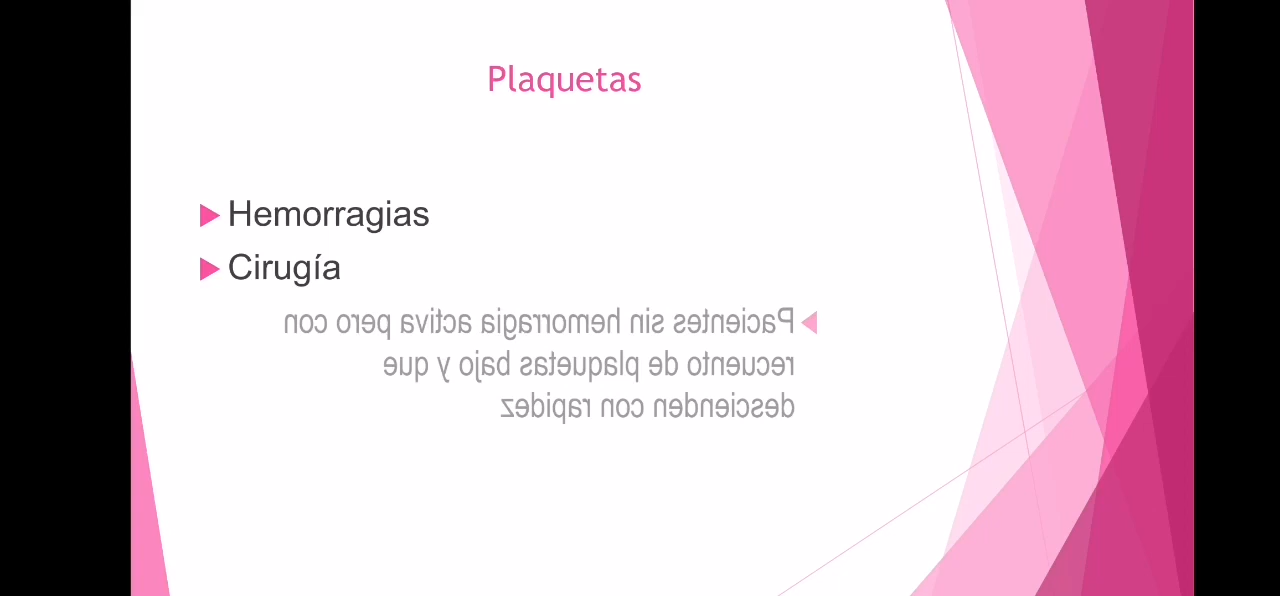 Plaquetas
Hemorragias
Cirugía
Pacientes sin hemorragia activa pero con
recuento de plaquetas bajo y que
descienden con rapidez